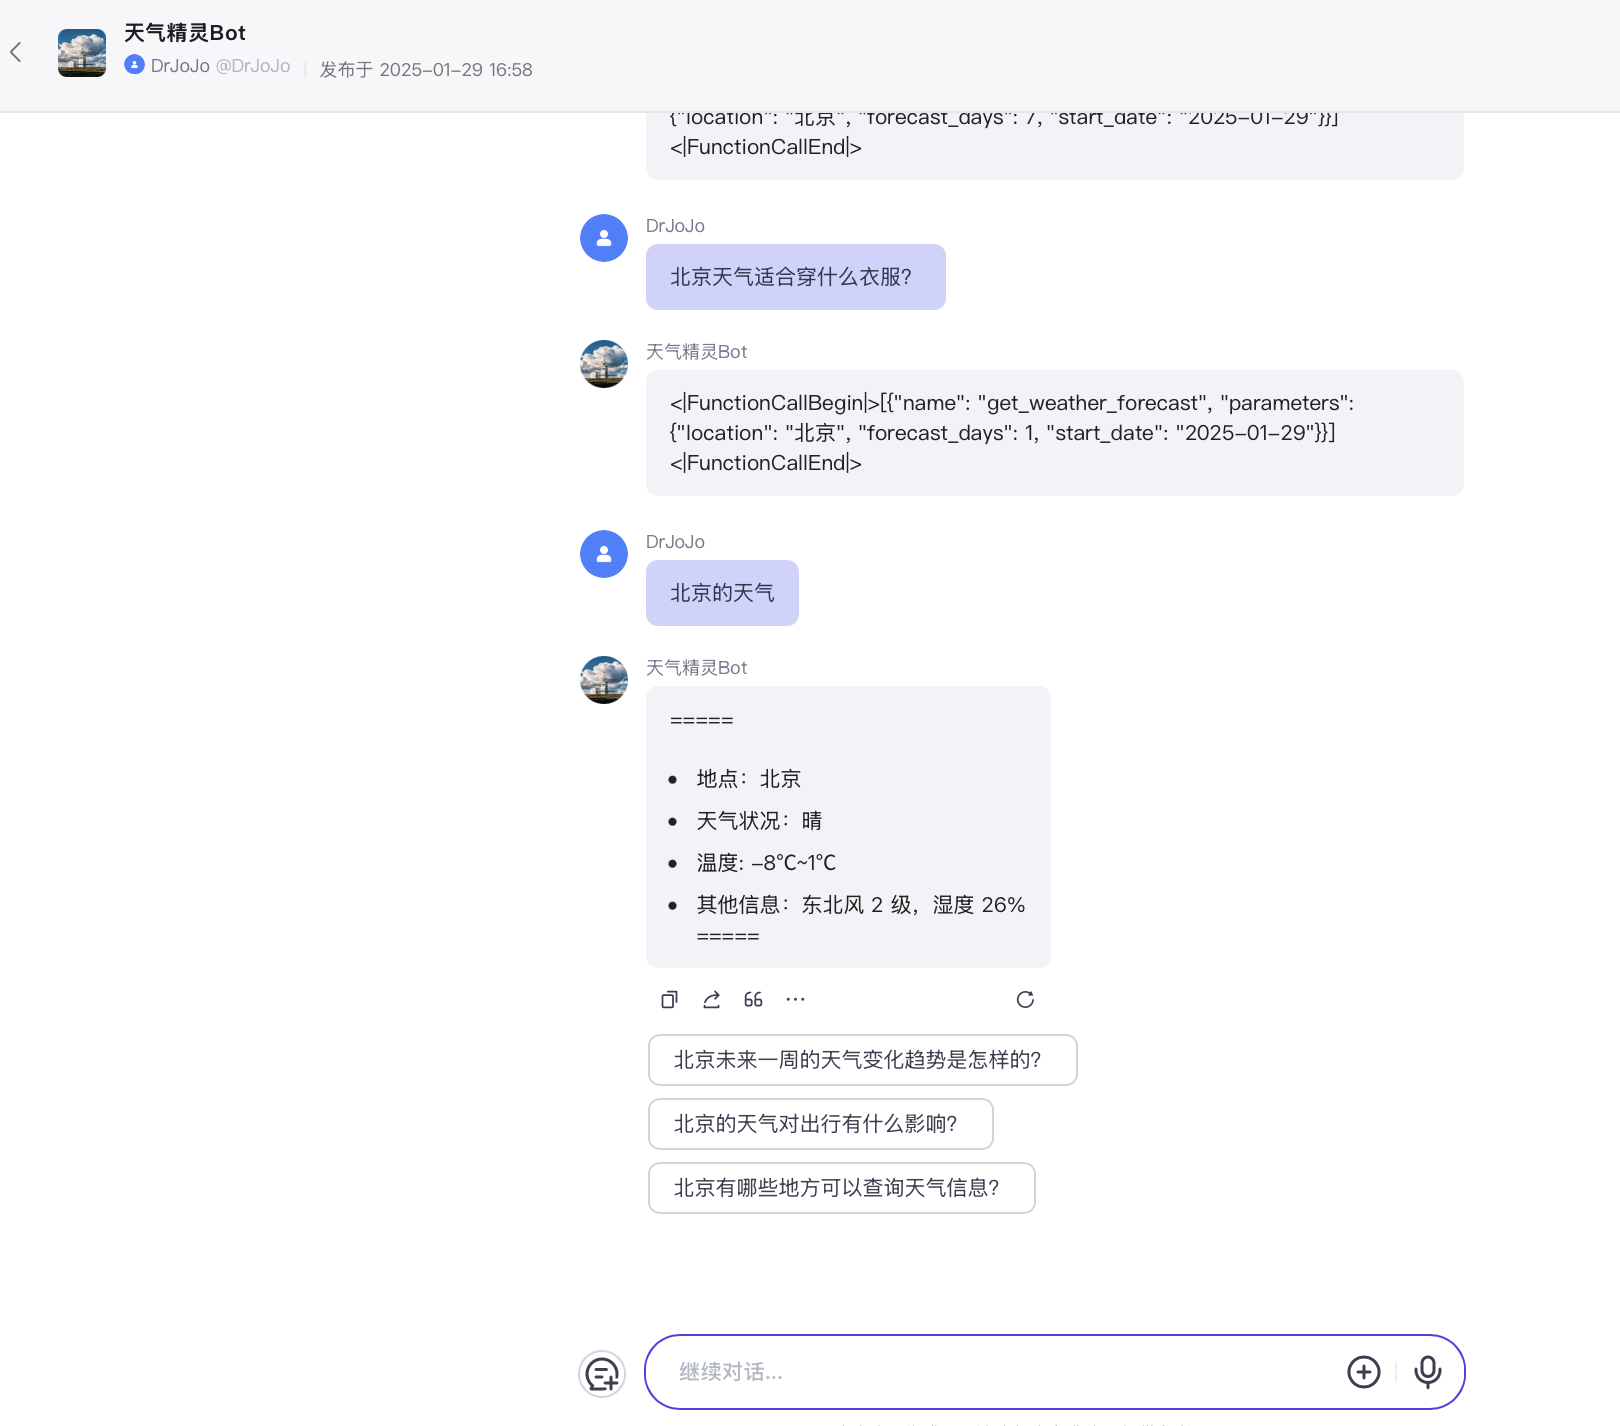 天气精灵Bot
DrJoJo @DrJoJo
发布于 2025-01-29 16:58
{"location": "北京", "forecast_days": 7, "start_date": "2025-01-29"}}]
<|FunctionCallEnd|>
DrJoJo
北京天气适合穿什么衣服?
天气精灵Bot
<|FunctionCallBegin|>[{"name": "get_weather_forecast", "parameters":
{"location": "北京", "forecast_days": 1, "start_date": "2025-01-29"}}]
<|FunctionCallEnd|>
DrJoJo
北京的天气
天气精灵Bot
=====
• 地点：北京
• 天气状况：晴
• 温度: -8℃~1℃
• 其他信息：东北风 2 级，湿度 26%
=====
北京未来一周的天气变化趋势是怎样的?
北京的天气对出行有什么影响?
北京有哪些地方可以查询天气信息?
继续对话...